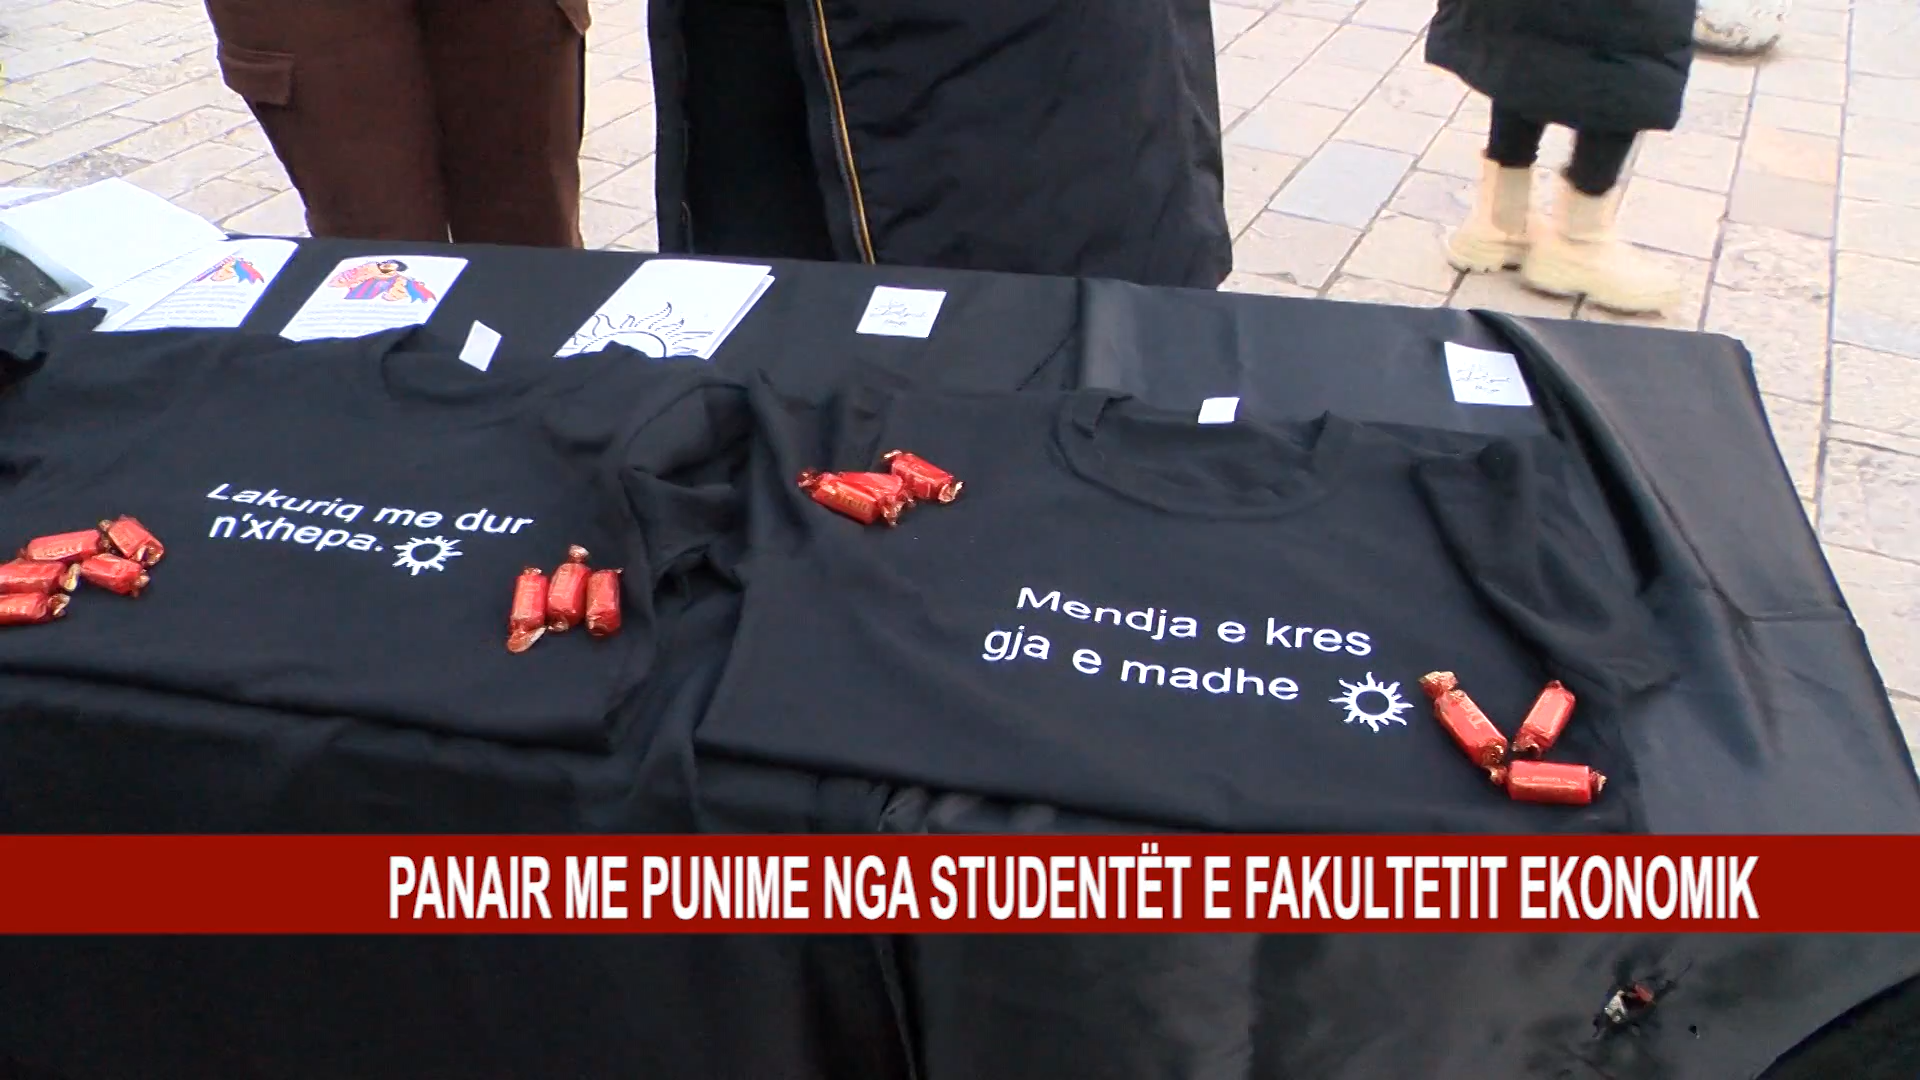 Lakuriq me dur
n'xhepa.
Mendja e kres
gja e madhe
PANAIR ME PUNIME NGA STUDENTËT E FAKULTETIT EKONOMIK